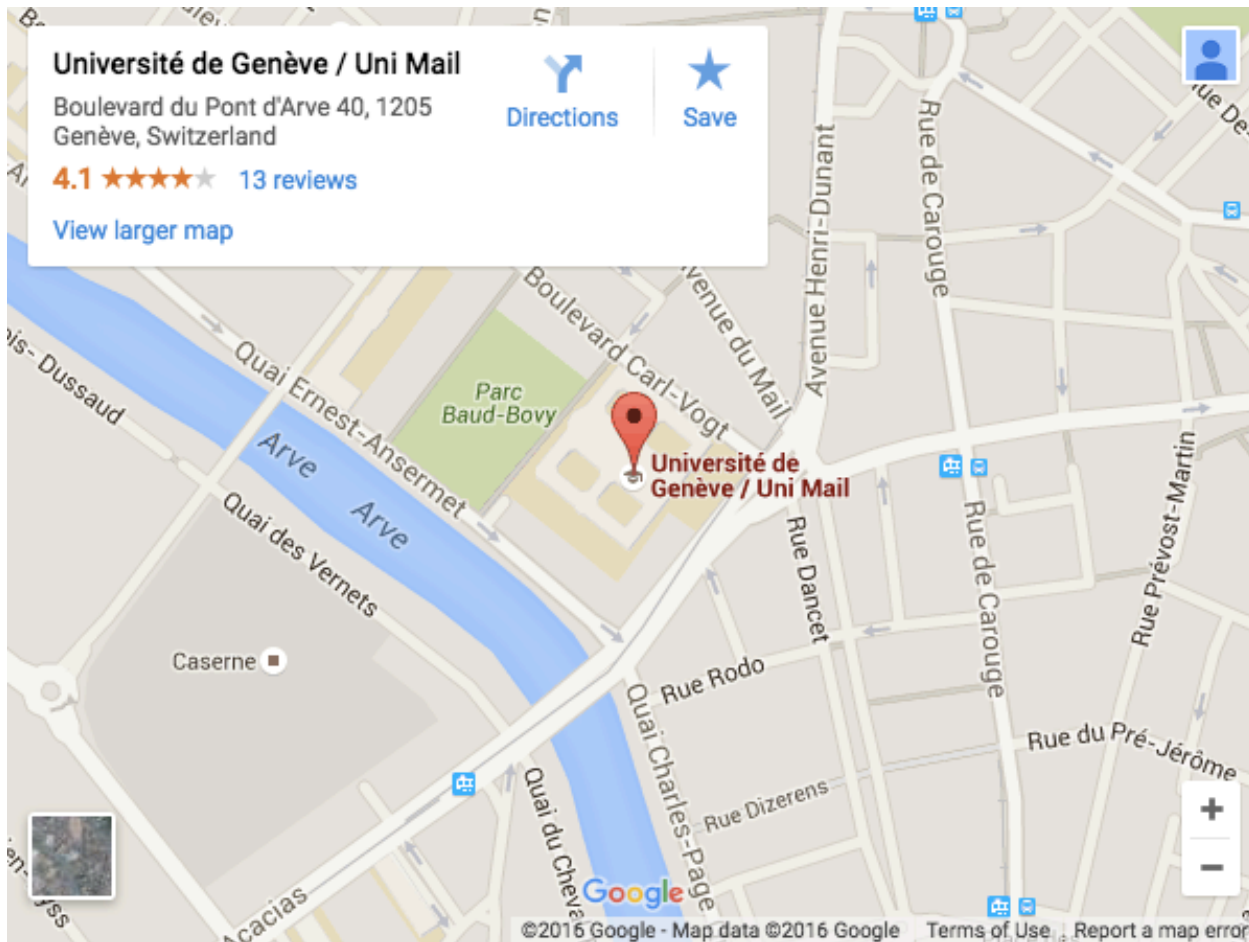 Université de Genève / Uni Mail
Boulevard du Pont d'Arve 40, 1205
Genève, Switzerland
4.1
13 reviews
View larger map
Directions
Save
Avenue Henri-Dunant
Rue de Carouge
Boulevard Carl-Vogt
Quai Ernest-Ansermet
Parc
Baud-Bovy
Université de
Genève / Uni Mail
Arve
Arve
Quai des Vernets
Rue Dancet
Rue de Carouge
Rue Prévost-Martin
Caserne
Rue Rodo
Quai Charles-Page
Rue du Pré-Jérôme
Rue Dizerens
Quai du Cheva
Acacias
Google
+
−
©2016 Google - Map data ©2016 Google
Terms of Use
Report a map error